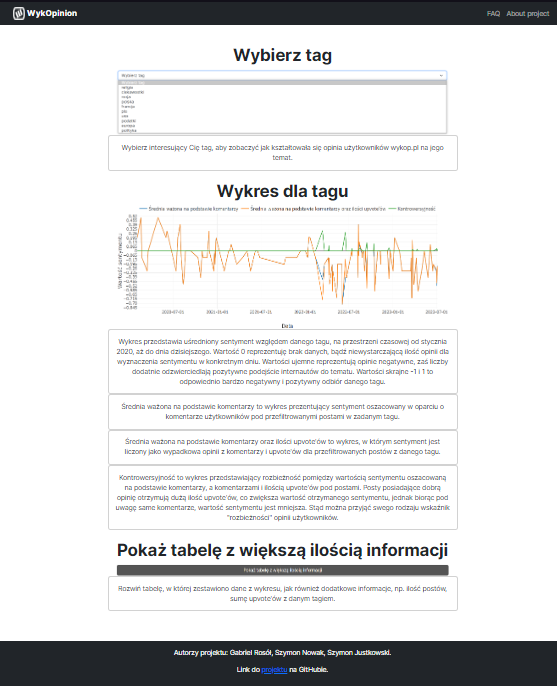 WykOpinion
FAQ About project
Wybierz tag
Wybierz tag
Wybierz tag
religia
ciekawostki
rosja
polska
francja
pis
usa
podatki
polityka
Wybierz interesujący Cię tag, aby zobaczyć jak kształtowała się opinia użytkowników wykop.pl na jego
temat.
Wykres dla tagu
Średnia ważona na podstawie komentarzy Średnia ważona na podstawie komentarzy oraz ilości upvote'ów Kontrowersyjność
Wartość sentymentu
2020-07-01 2021-01-01 2021-07-01 2022-01-01 2022-07-01 2023-01-01 2023-07-01
Data
Wykres przedstawia uśredniony sentyment względem danego tagu, na przestrzeni czasowej od stycznia
2020, aż do dnia dzisiejszego. Wartość 0 reprezentuję brak danych, bądź niewystarczającą ilość opinii dla
wyznaczenia sentymentu w konkretnym dniu. Wartości ujemne reprezentują opinie negatywne, zaś liczby
dodatnie odzwierciedlają pozytywne podejście internautów do tematu. Wartości skrajne -1 i 1 to
odpowiednio bardzo negatywny i pozytywny odbiór danego tagu.
Średnia ważona na podstawie komentarzy to wykres prezentujący sentyment oszacowany w oparciu o
komentarze użytkowników pod przefiltrowanymi postami w zadanym tagu.
Średnia ważona na podstawie komentarzy oraz ilości upvote'ów to wykres, w którym sentyment jest
liczony jako wypadkowa opinii z komentarzy i upvote'ów dla przefiltrowanych postów z danego tagu.
Kontrowersyjność to wykres przedstawiający rozbieżność pomiędzy wartością sentymentu oszacowaną
na podstawie komentarzy, a komentarzami i ilością upvote'ów pod postami. Posty posiadające dobrą
opinię otrzymują dużą ilość upvote'ów, co zwiększa wartość otrzymanego sentymentu, jednak biorąc pod
uwagę same komentarze, wartość sentymentu jest mniejsza. Stąd można przyjąć swego rodzaju wskaźnik
"rozbieżności" opinii użytkowników.
Pokaż tabelę z większą ilością informacji
Pokaż tabelę z większą ilością informacji
Rozwiń tabelę, w której zestawiono dane z wykresu, jak również dodatkowe informacje, np. ilość postów,
sumę upvote'ów z danym tagiem.
Autorzy projektu: Gabriel Rosół, Szymon Nowak, Szymon Justkowski.
Link do projektu na GitHubie.